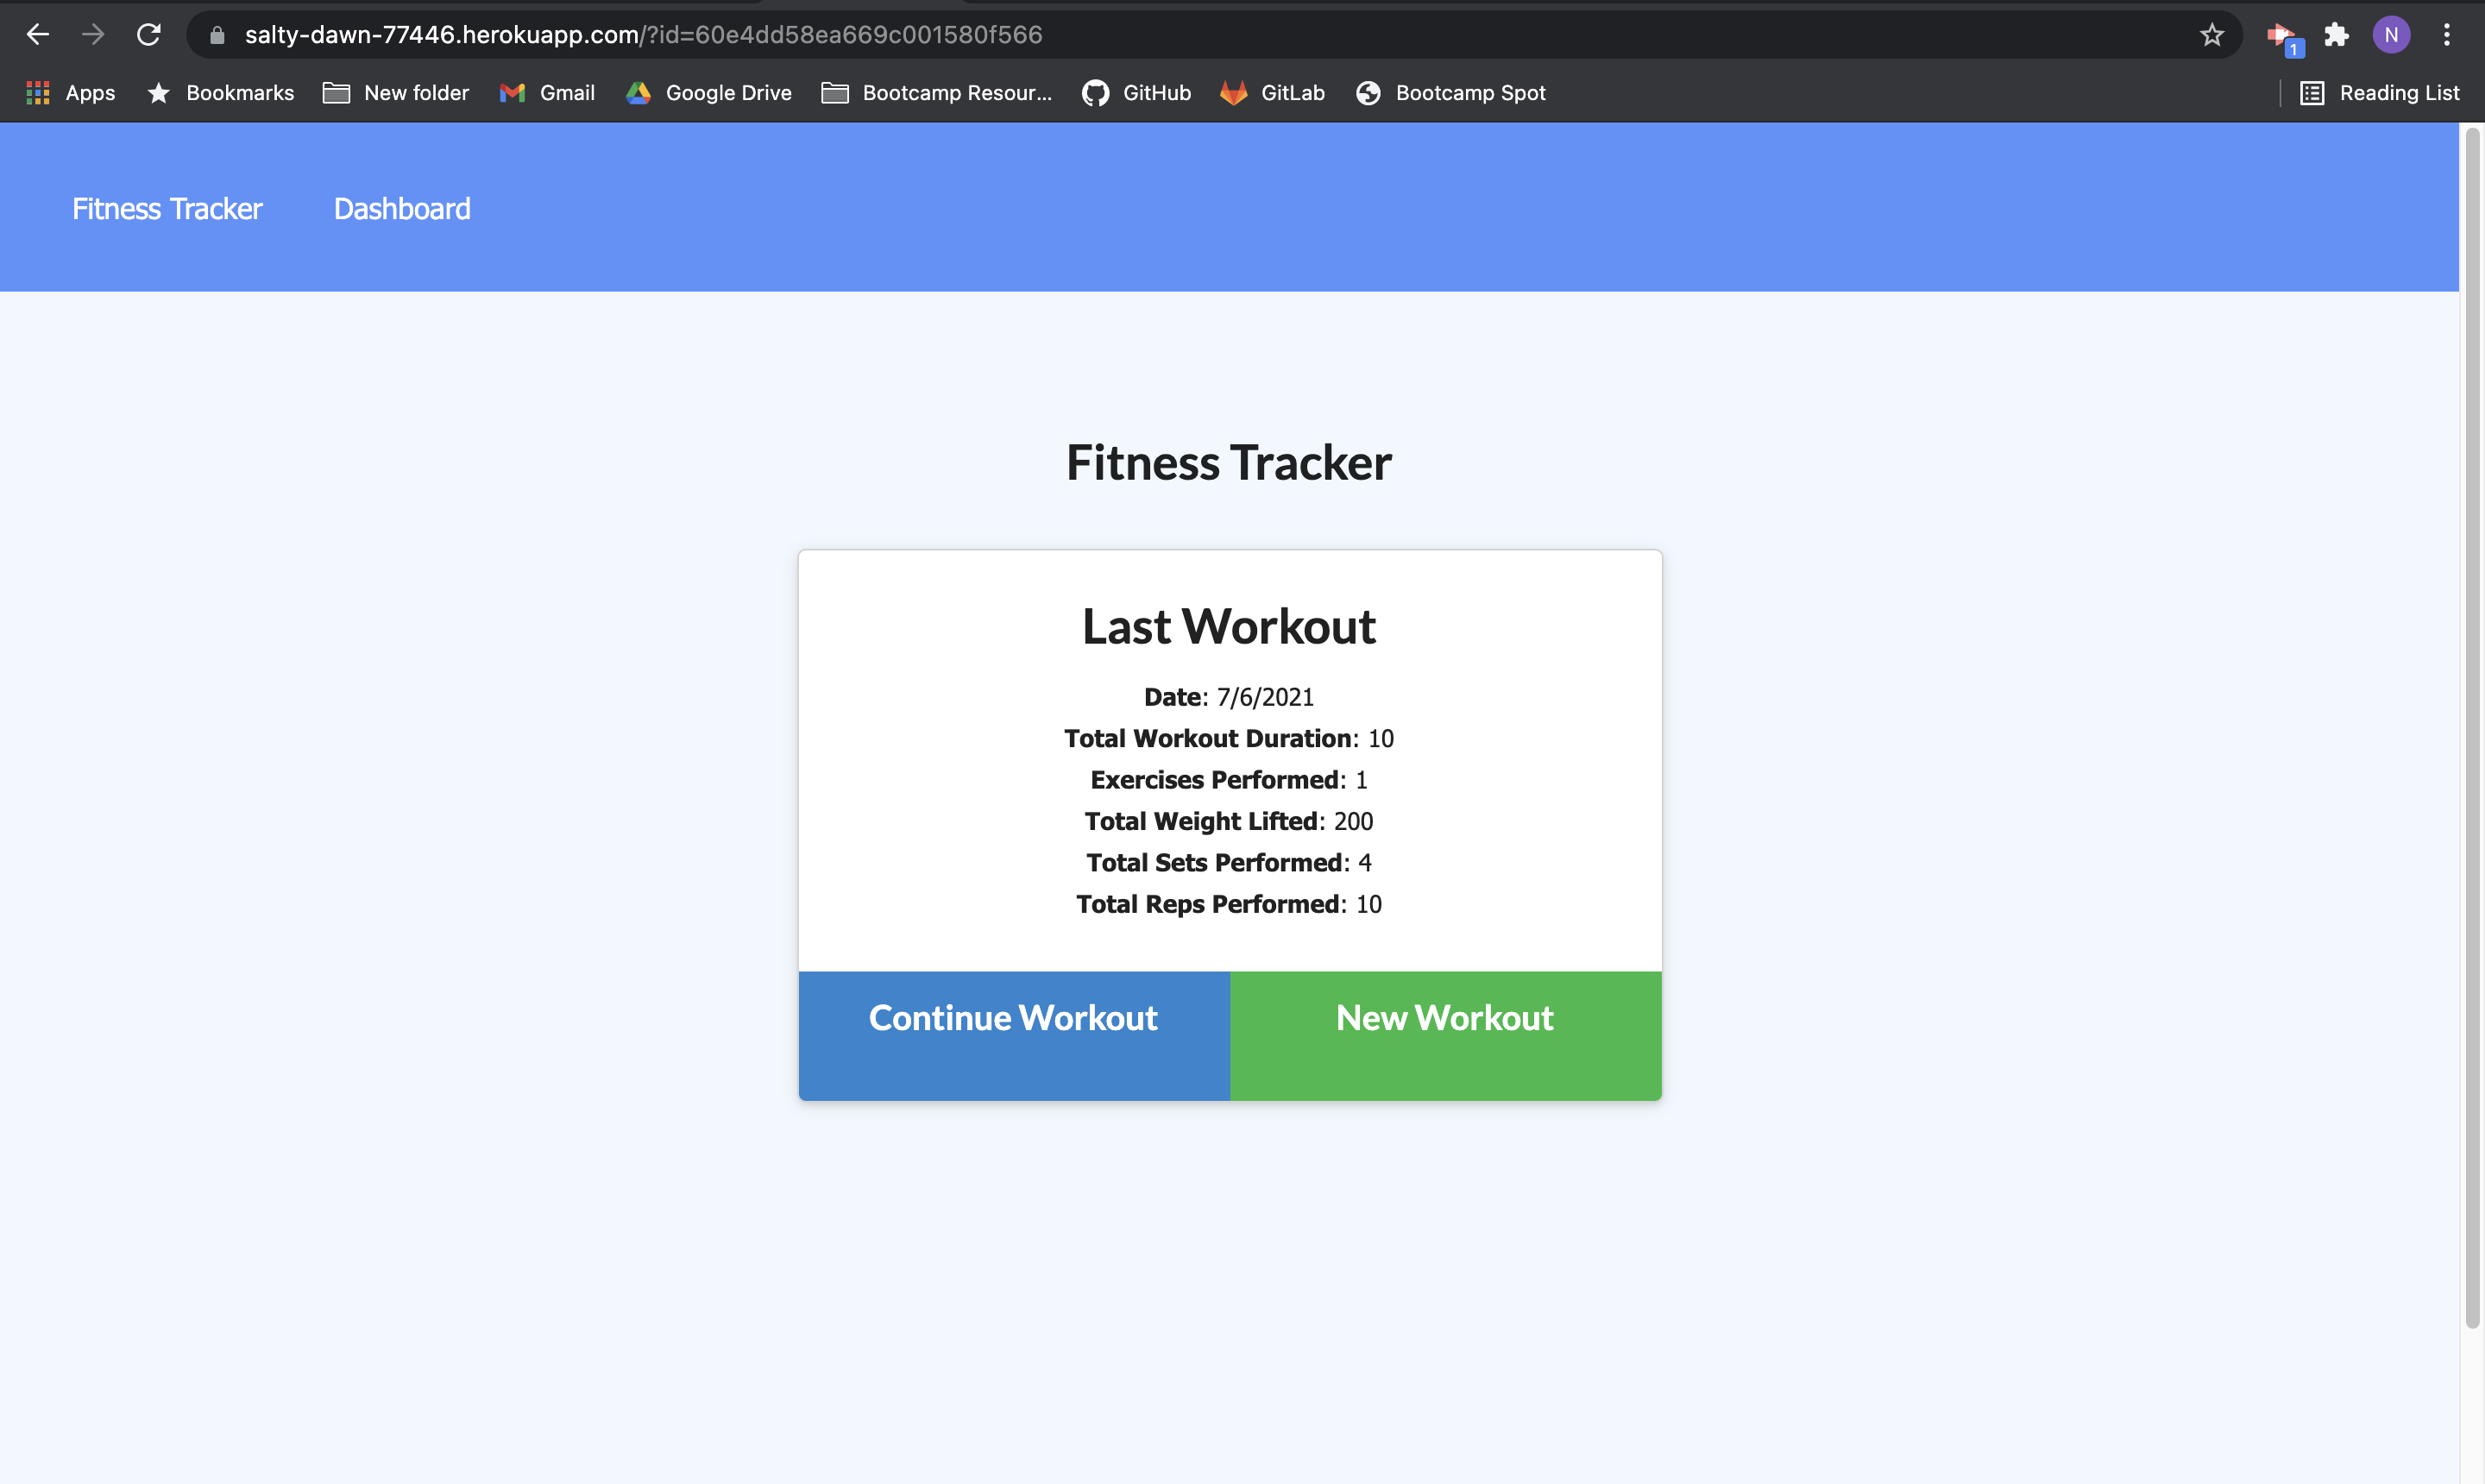 salty-dawn-77446.herokuapp.com/?id=60e4dd58ea669c001580f566
1
N
Apps Bookmarks New folder Gmail Google Drive Bootcamp Resour... GitHub GitLab Bootcamp Spot Reading List
Fitness Tracker Dashboard
Fitness Tracker
Last Workout
Date: 7/6/2021
Total Workout Duration: 10
Exercises Performed: 1
Total Weight Lifted: 200
Total Sets Performed: 4
Total Reps Performed: 10
Continue Workout New Workout